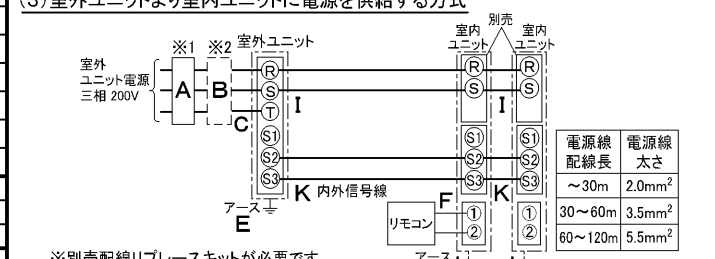 (3)室外ユニットより室内ユニットに電源を供給する方式
別売
※1 ※2 室外ユニット
室内
ユニット
室内
ユニット
室外
ユニット電源
三相 200V
A B C
R
S
T
S1
S2
S3
I
R
S
S1
S2
S3
I
R
S
S1
S2
S3
K 内外信号線
K
アース
E
F
リモコン
①
②
①
②
電源線
配線長
電源線
太さ
～30m 2.0mm²
30～60m 3.5mm²
60～120m 5.5mm²
※別売配線リプレースキットが必要です
アース